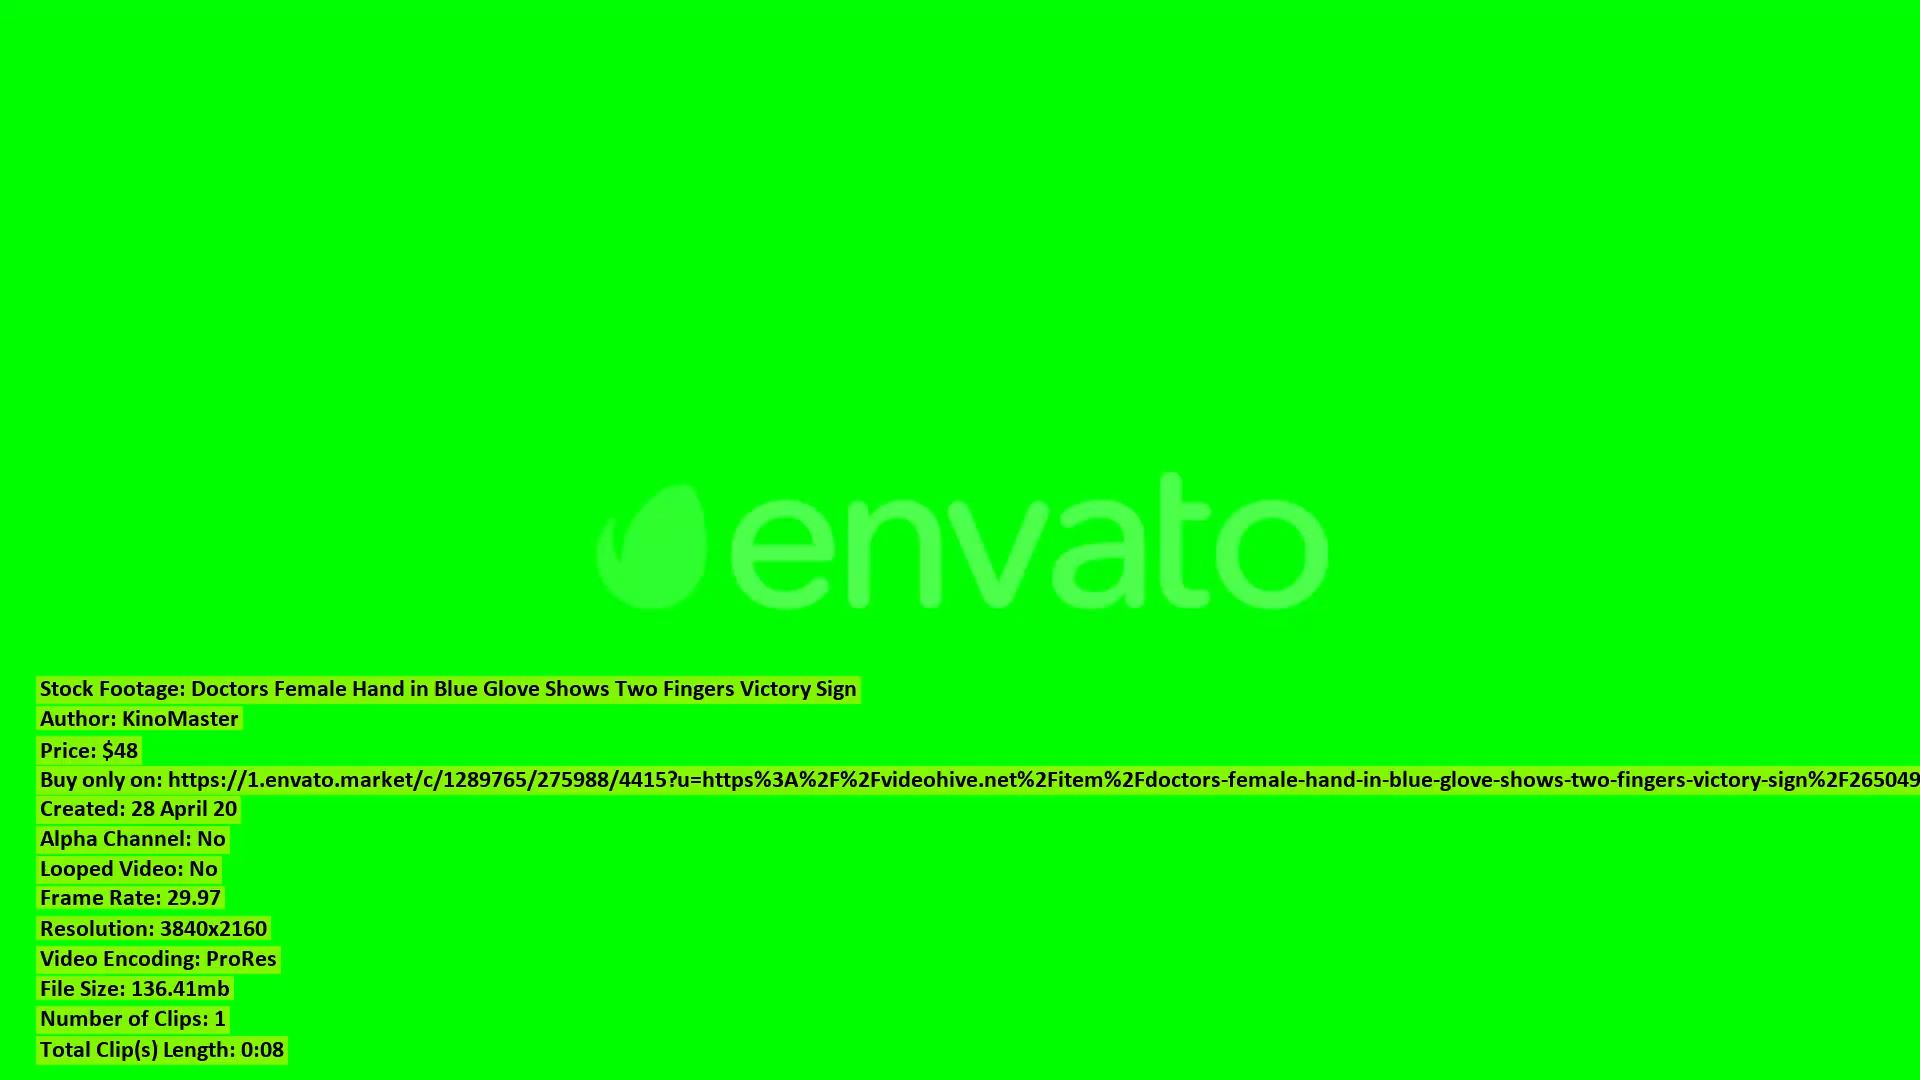 envato
Stock Footage: Doctors Female Hand in Blue Glove Shows Two Fingers Victory Sign
Author: KinoMaster
Price: $48
Buy only on: https://1.envato.market/c/1289765/275988/4415?u=https%3A%2F%2Fvideohive.net%2Fitem%2Fdoctors-female-hand-in-blue-glove-shows-two-fingers-victory-sign%2F265049
Created: 28 April 20
Alpha Channel: No
Looped Video: No
Frame Rate: 29.97
Resolution: 3840x2160
Video Encoding: ProRes
File Size: 136.41mb
Number of Clips: 1
Total Clip(s) Length: 0:08